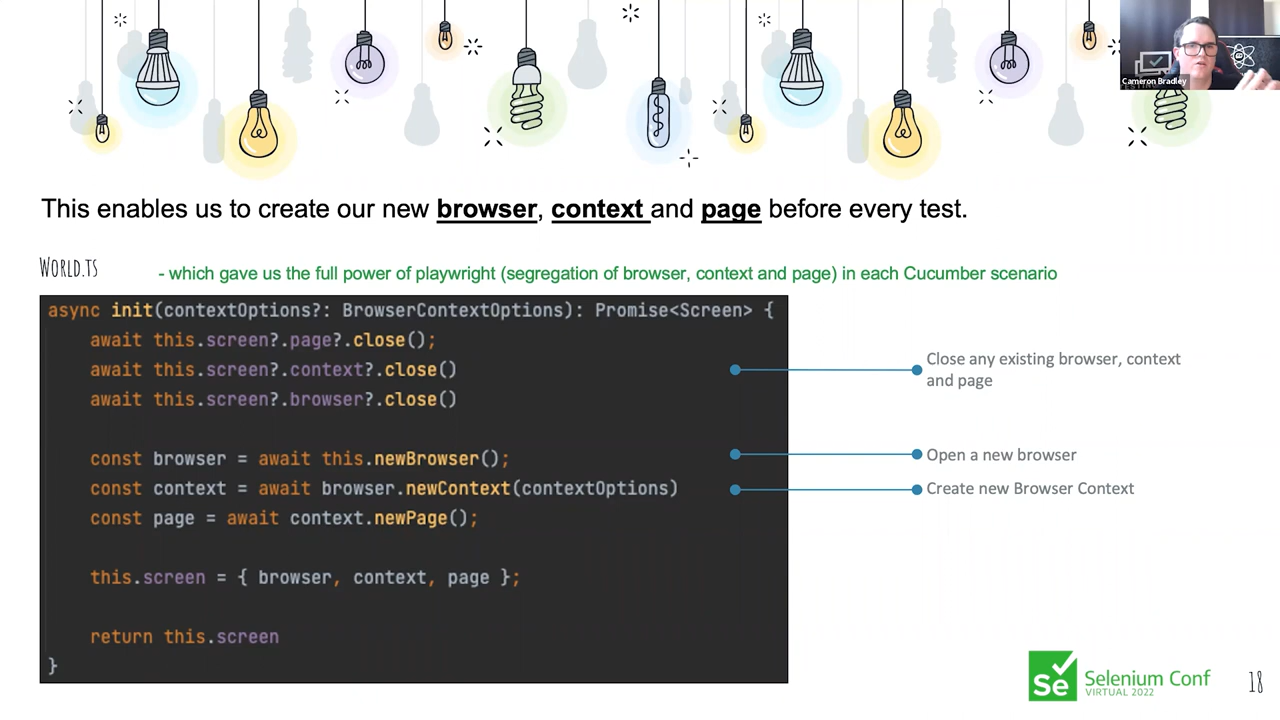 Cameron Bradley
This enables us to create our new browser, context and page before every test.
World.ts
- which gave us the full power of playwright (segregation of browser, context and page) in each Cucumber scenario
async init(contextOptions?: BrowserContextOptions): Promise<Screen> {
await this.screen?.page?.close();
await this.screen?.context?.close()
await this.screen?.browser?.close()
const browser = await this.newBrowser();
const context = await browser.newContext(contextOptions)
const page = await context.newPage();
this.screen = { browser, context, page };
return this.screen
}
Close any existing browser, context
and page
Open a new browser
Create new Browser Context
Se
Selenium Conf
VIRTUAL 2022
18